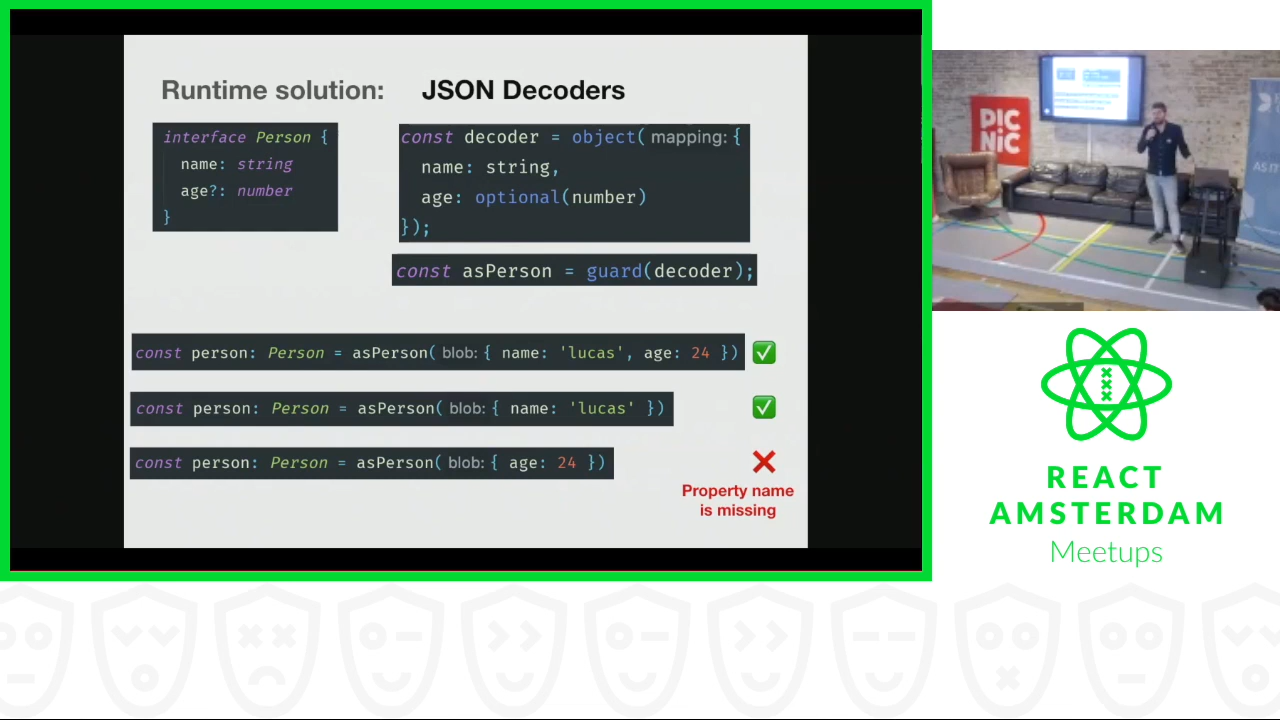 Runtime solution: JSON Decoders
interface Person {
name: string
age?: number
}
const decoder = object( mapping: {
name: string,
age: optional(number)
});
const asPerson = guard(decoder);
const person: Person = asPerson( blob: { name: 'lucas', age: 24 })
const person: Person = asPerson( blob: { name: 'lucas' })
const person: Person = asPerson( blob: { age: 24 })
Property name
is missing
PIC
NIC
REACT
AMSTERDAM
Meetups